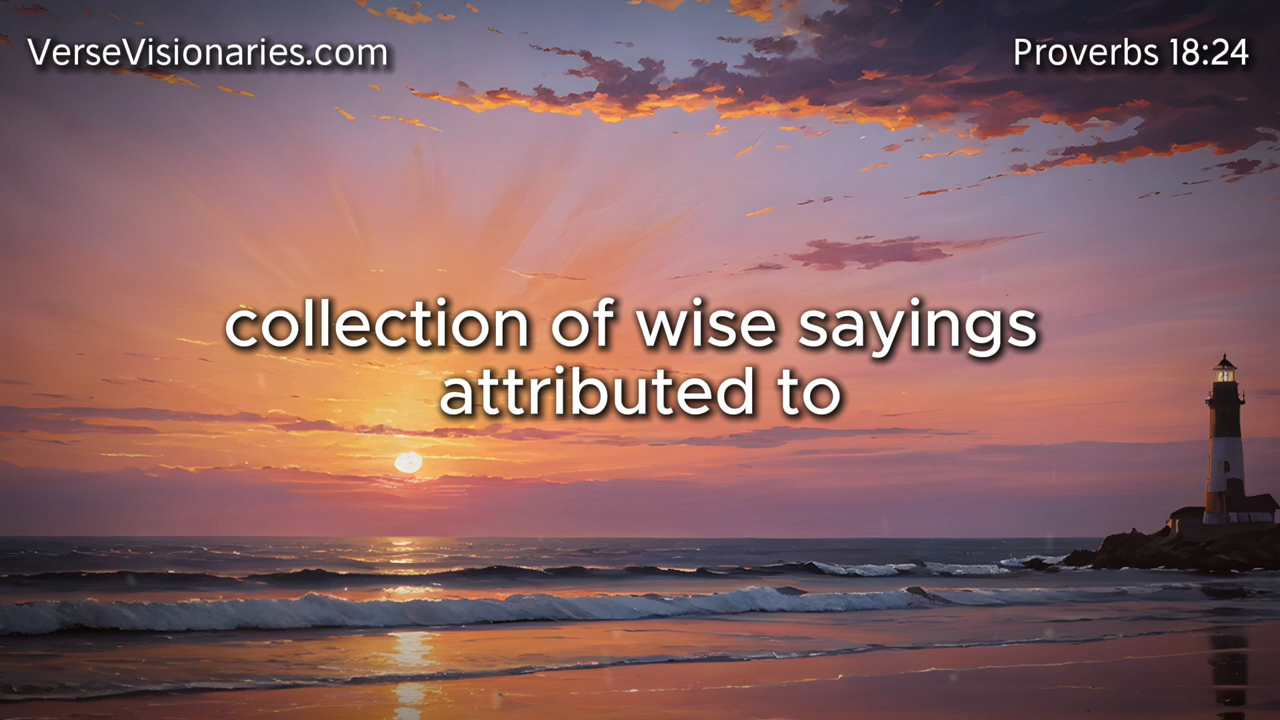 VerseVisionaries.com
Proverbs 18:24
collection of wise sayings
attributed to